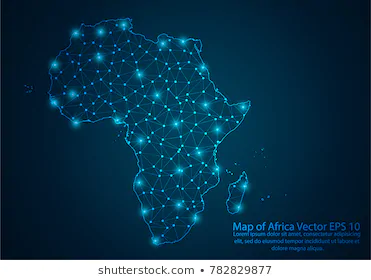 Map of Africa Vector EPS 10
Lorem ipsum dolor sit amet, consectetur adipiscing
elit, sed do eiusmod tempor incididunt ut labore et dolore
magna aliqua.
shutterstock.com • 782829877